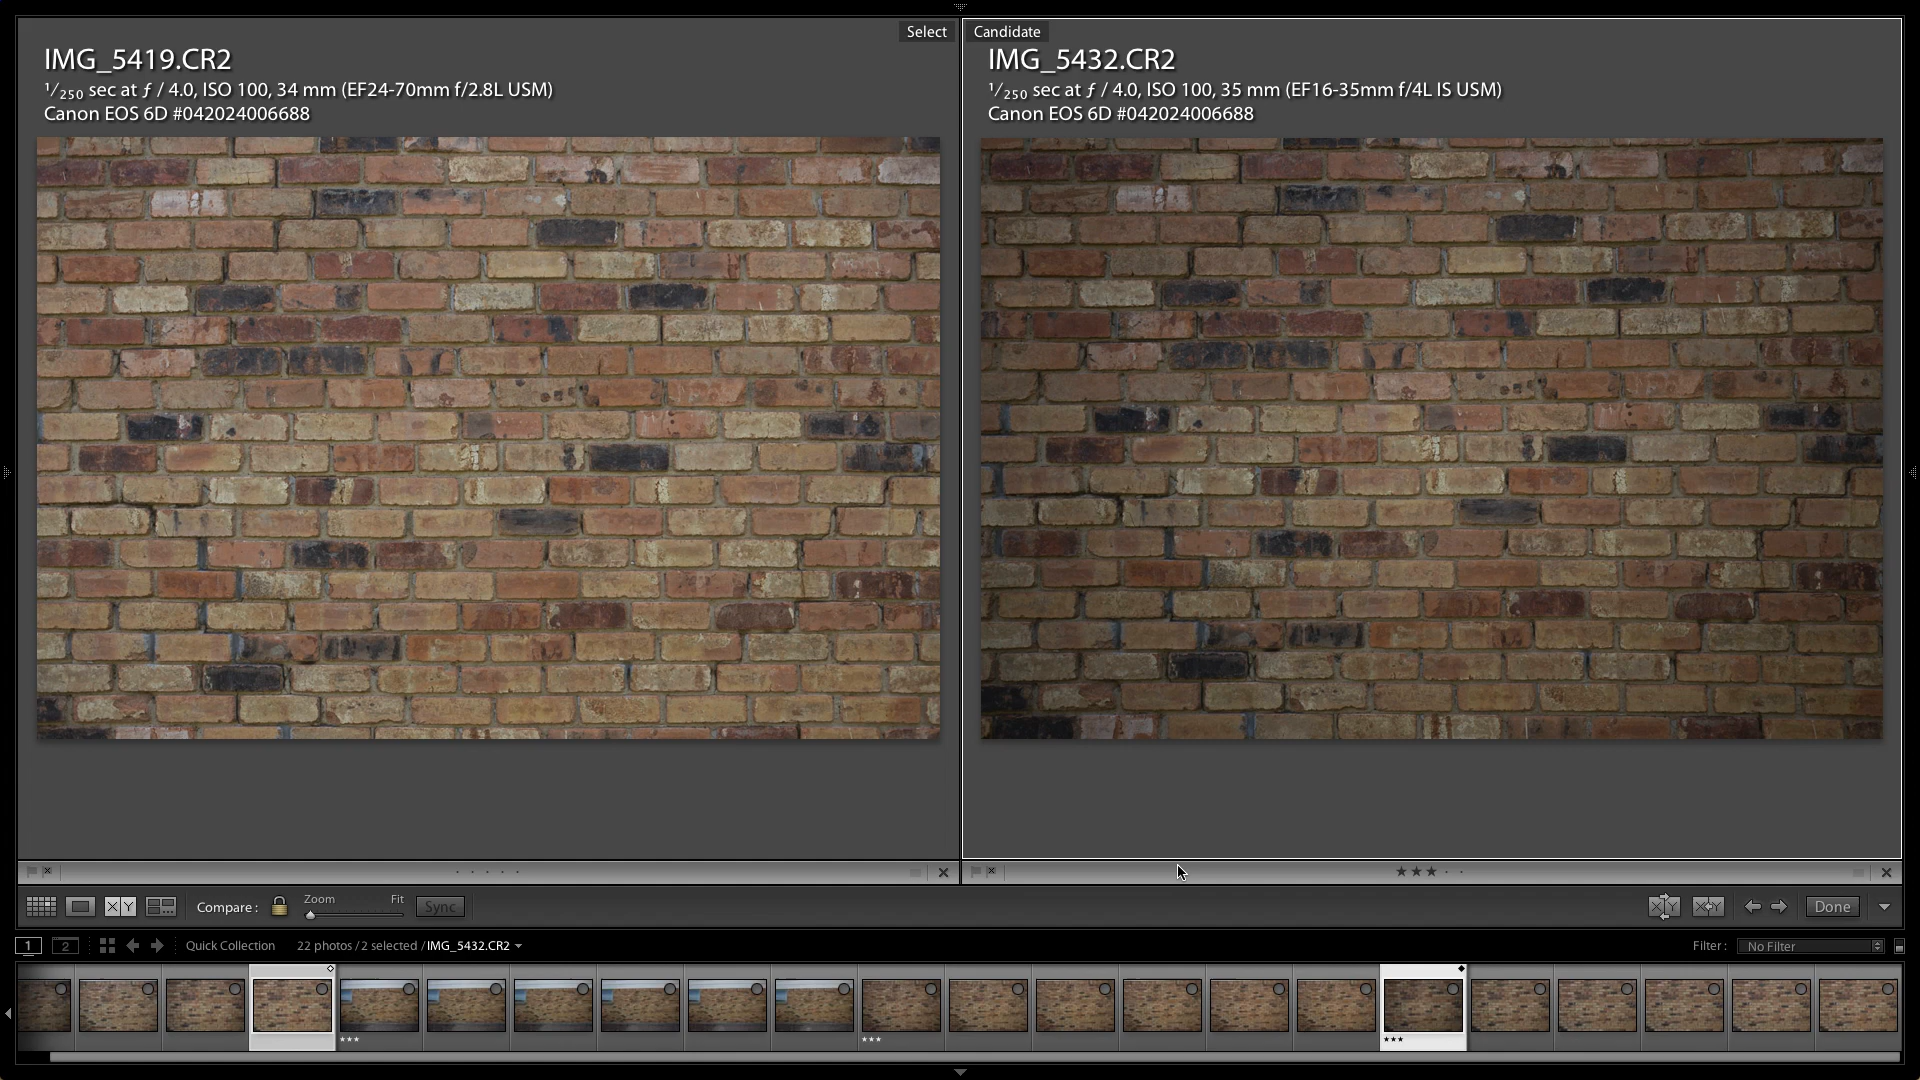 Select
IMG_5419.CR2
1/250 sec at ƒ / 4.0, ISO 100, 34 mm (EF24-70mm f/2.8L USM)
Canon EOS 6D #042024006688
Candidate
IMG_5432.CR2
1/250 sec at ƒ / 4.0, ISO 100, 35 mm (EF16-35mm f/4L IS USM)
Canon EOS 6D #042024006688
X Y Compare : Zoom Fit Sync
X Y X Y Done
1 2 Quick Collection 22 photos / 2 selected / IMG_5432.CR2 Filter : No Filter